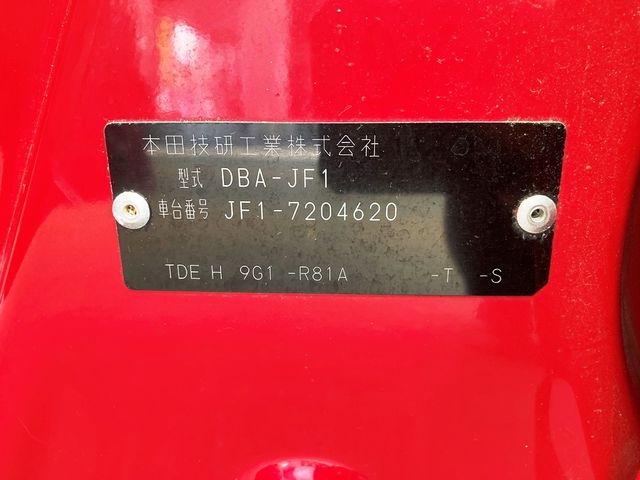 本田技研工業株式会社
型式 DBA-JF1
車台番号 JF1-7204620
TDE H 9G1 -R81A -T -S